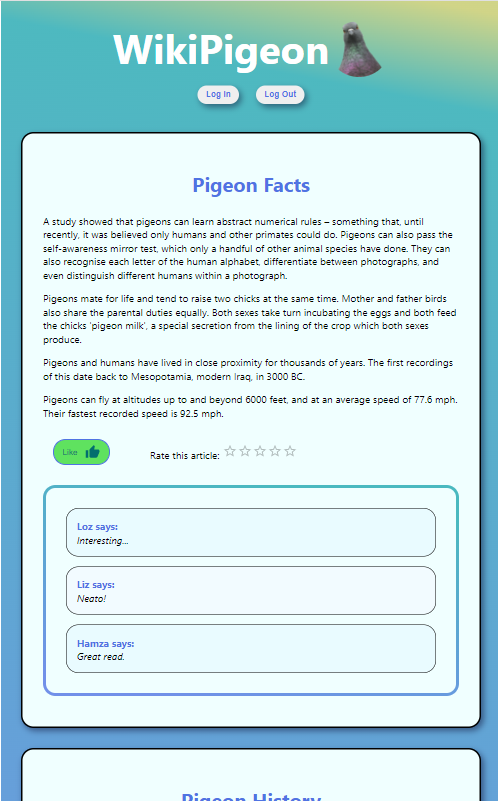 WikiPigeon
Log In Log Out
Pigeon Facts
A study showed that pigeons can learn abstract numerical rules – something that, until
recently, it was believed only humans and other primates could do. Pigeons can also pass the
self-awareness mirror test, which only a handful of other animal species have done. They can
also recognise each letter of the human alphabet, differentiate between photographs, and
even distinguish different humans within a photograph.
Pigeons mate for life and tend to raise two chicks at the same time. Mother and father birds
also share the parental duties equally. Both sexes take turn incubating the eggs and both feed
the chicks 'pigeon milk', a special secretion from the lining of the crop which both sexes
produce.
Pigeons and humans have lived in close proximity for thousands of years. The first recordings
of this date back to Mesopotamia, modern Iraq, in 3000 BC.
Pigeons can fly at altitudes up to and beyond 6000 feet, and at an average speed of 77.6 mph.
Their fastest recorded speed is 92.5 mph.
Like
Rate this article:
Loz says:
Interesting...
Liz says:
Neato!
Hamza says:
Great read.
Pigeon History